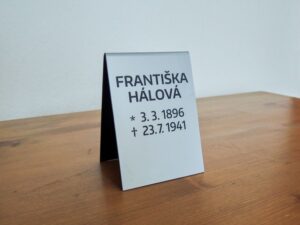 FRANTIŠKA
HÁLOVÁ
* 3. 3. 1896
† 23.7. 1941